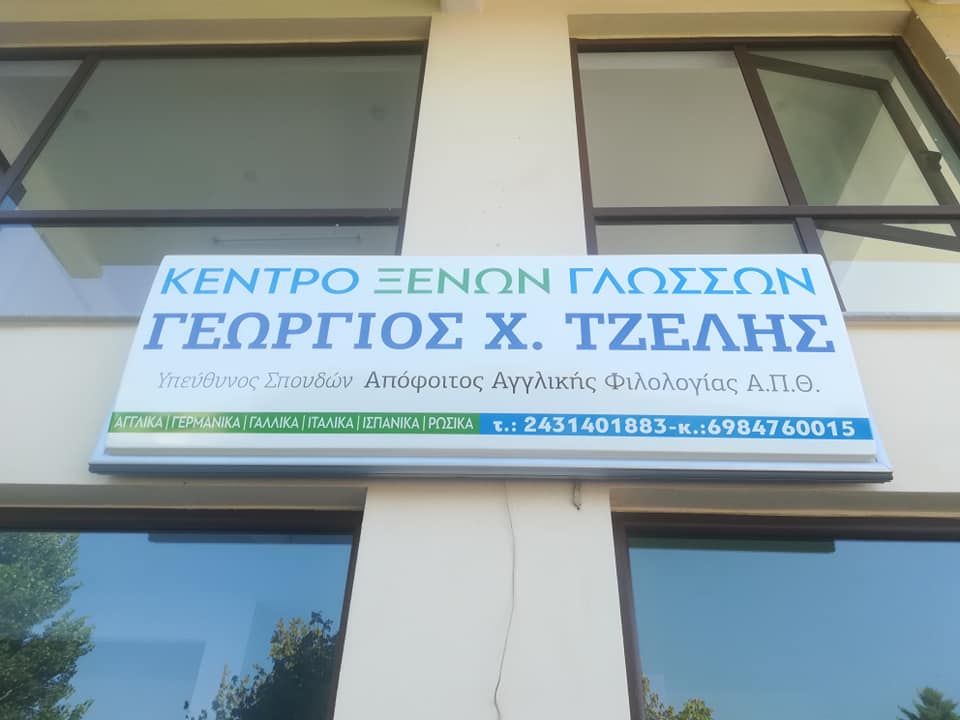 ΚΕΝΤΡΟ ΞΕΝΩΝ ΓΛΩΣΣΩΝ
ΓΕΩΡΓΙΟΣ Χ. ΤΖΕΛΗΣ
Υπεύθυνος Σπουδών Απόφοιτος Αγγλικής Φιλολογίας Α.Π.Θ.
ΑΓΓΛΙΚΑ | ΓΕΡΜΑΝΙΚΑ | ΓΑΛΛΙΚΑ | ΙΤΑΛΙΚΑ | ΙΣΠΑΝΙΚΑ | ΡΩΣΙΚΑ τ.: 2431401883-κ.:6984760015